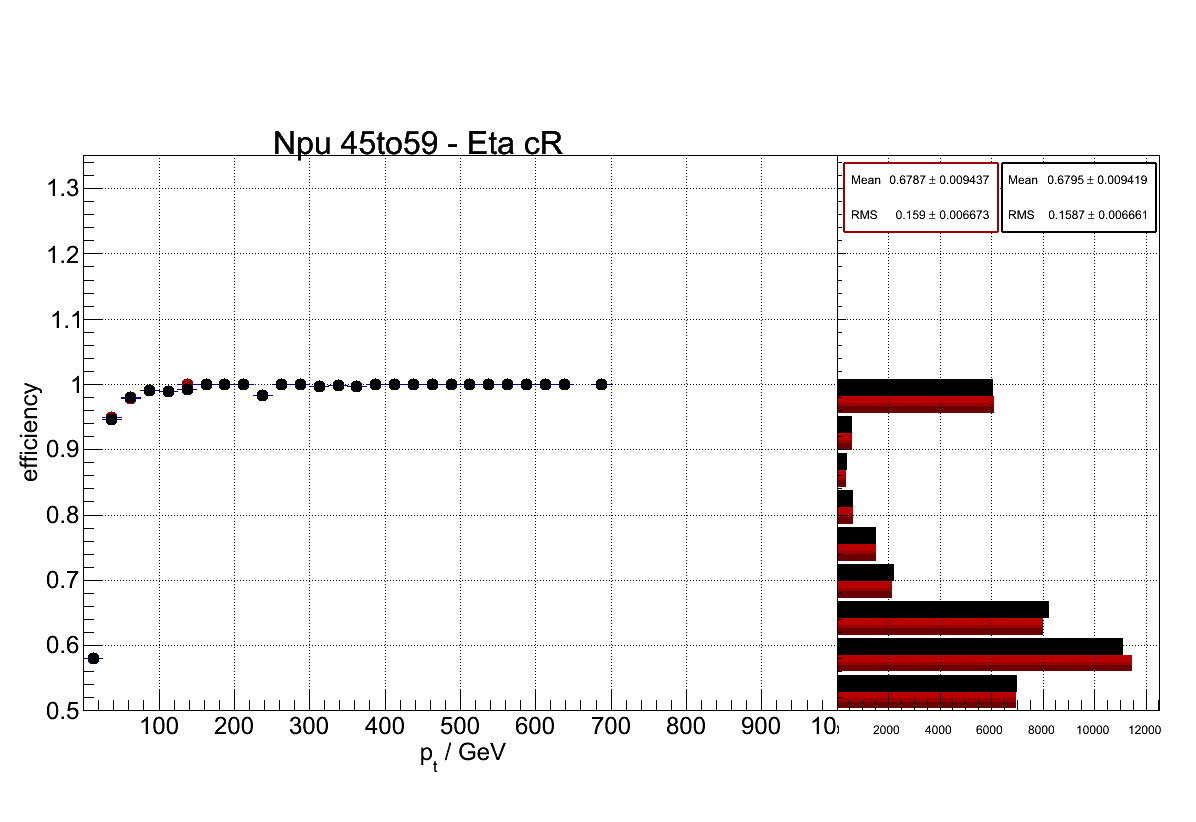 Npu 45to59 - Eta cR
Mean 0.6787 ± 0.009437
RMS 0.159 ± 0.006673
Mean 0.6795 ± 0.009419
RMS 0.1587 ± 0.006661
efficiency
1.3
1.2
1.1
1
0.9
0.8
0.7
0.6
0.5
100 200 300 400 500 600 700 800 900 10
2000 4000 6000 8000 10000 12000
pt / GeV